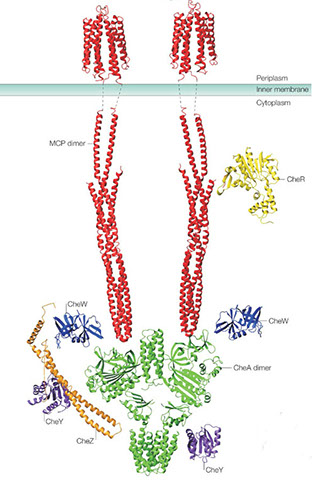 Periplasm
Inner membrane
Cytoplasm
MCP dimer
CheR
CheW
CheW
CheA dimer
CheY
CheZ
CheY